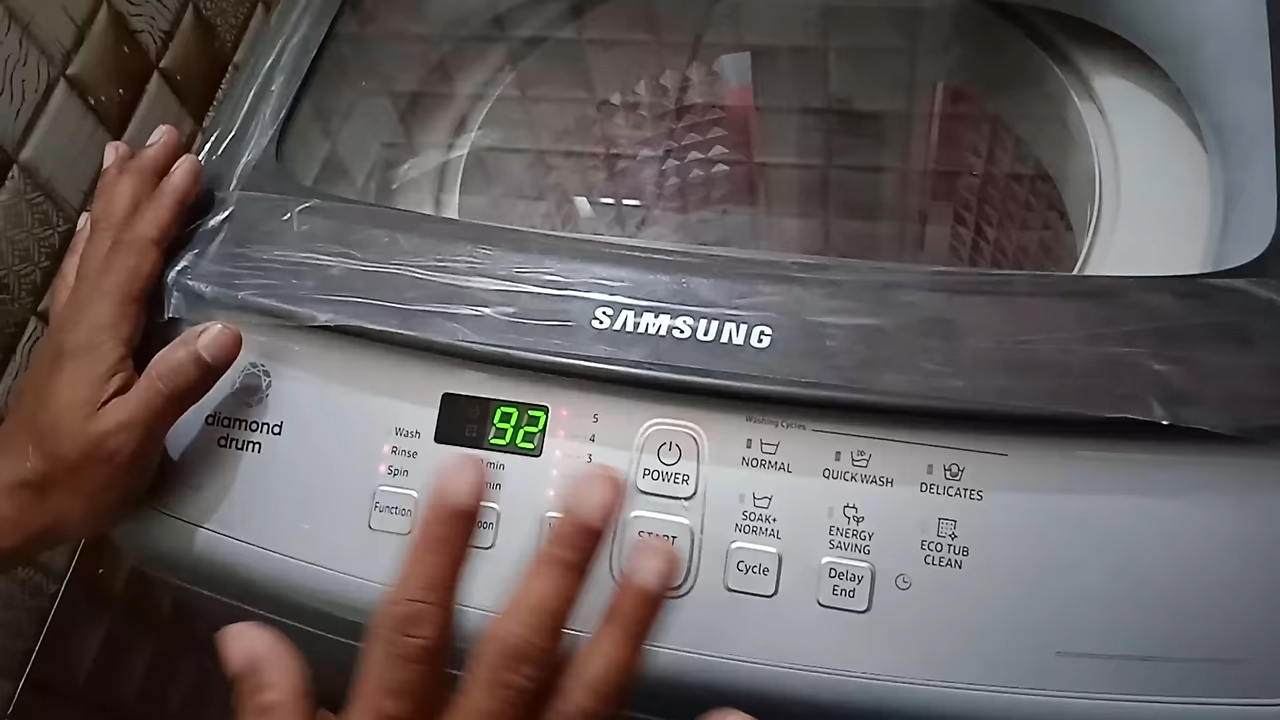 SAMSUNG
diamond
drum
92
Wash
Rinse
Spin
min
min
5
4
3
Function
POWER
START
Washing Cycles
NORMAL
QUICK WASH
DELICATES
SOAK+
NORMAL
ENERGY
SAVING
ECO TUB
CLEAN
Cycle
Delay
End